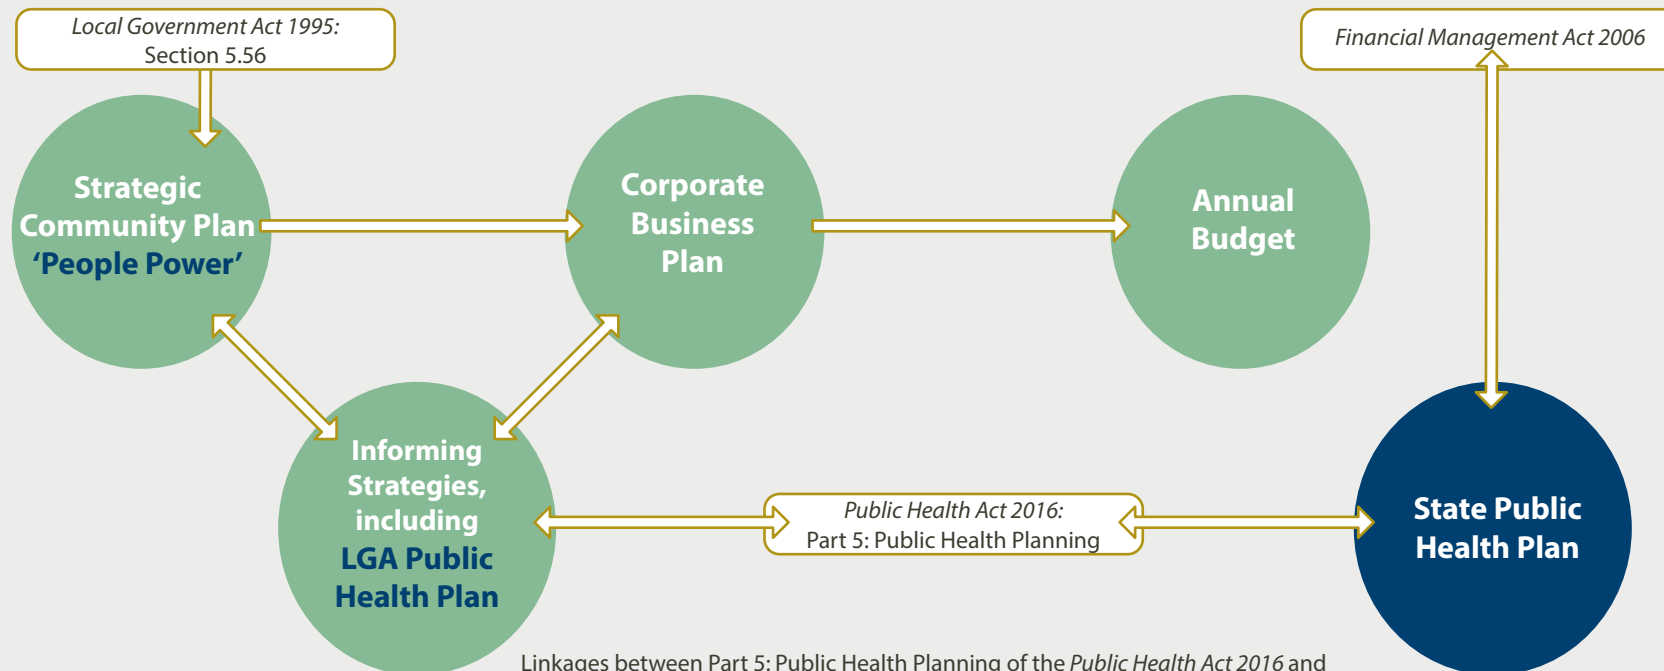 Local Government Act 1995:
Section 5.56
Financial Management Act 2006
Strategic
Community Plan
‘People Power’
Corporate
Business
Plan
Annual
Budget
Informing
Strategies,
including
LGA Public
Health Plan
Public Health Act 2016:
Part 5: Public Health Planning
State Public
Health Plan
Linkages between Part 5: Public Health Planning of the Public Health Act 2016 and